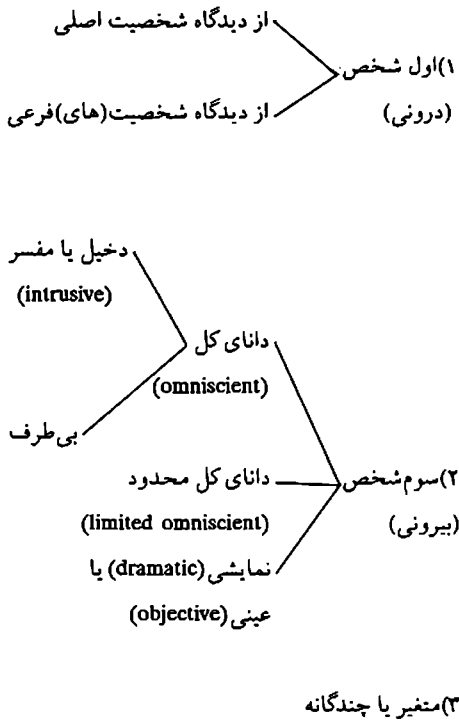 از دیدگاه شخصیت اصلی
۱)اول شخص
(درونی)
از دیدگاه شخصیت(های)فرعی
دخیل یا مفسر
(intrusive)
دانای کل
(omniscient)
بی‌طرف
۲)سوم شخص
(بیرونی)
دانای کل محدود
(limited omniscient)
نمایشی(dramatic) یا
عینی(objective)
۳)متغیر یا چندگانه